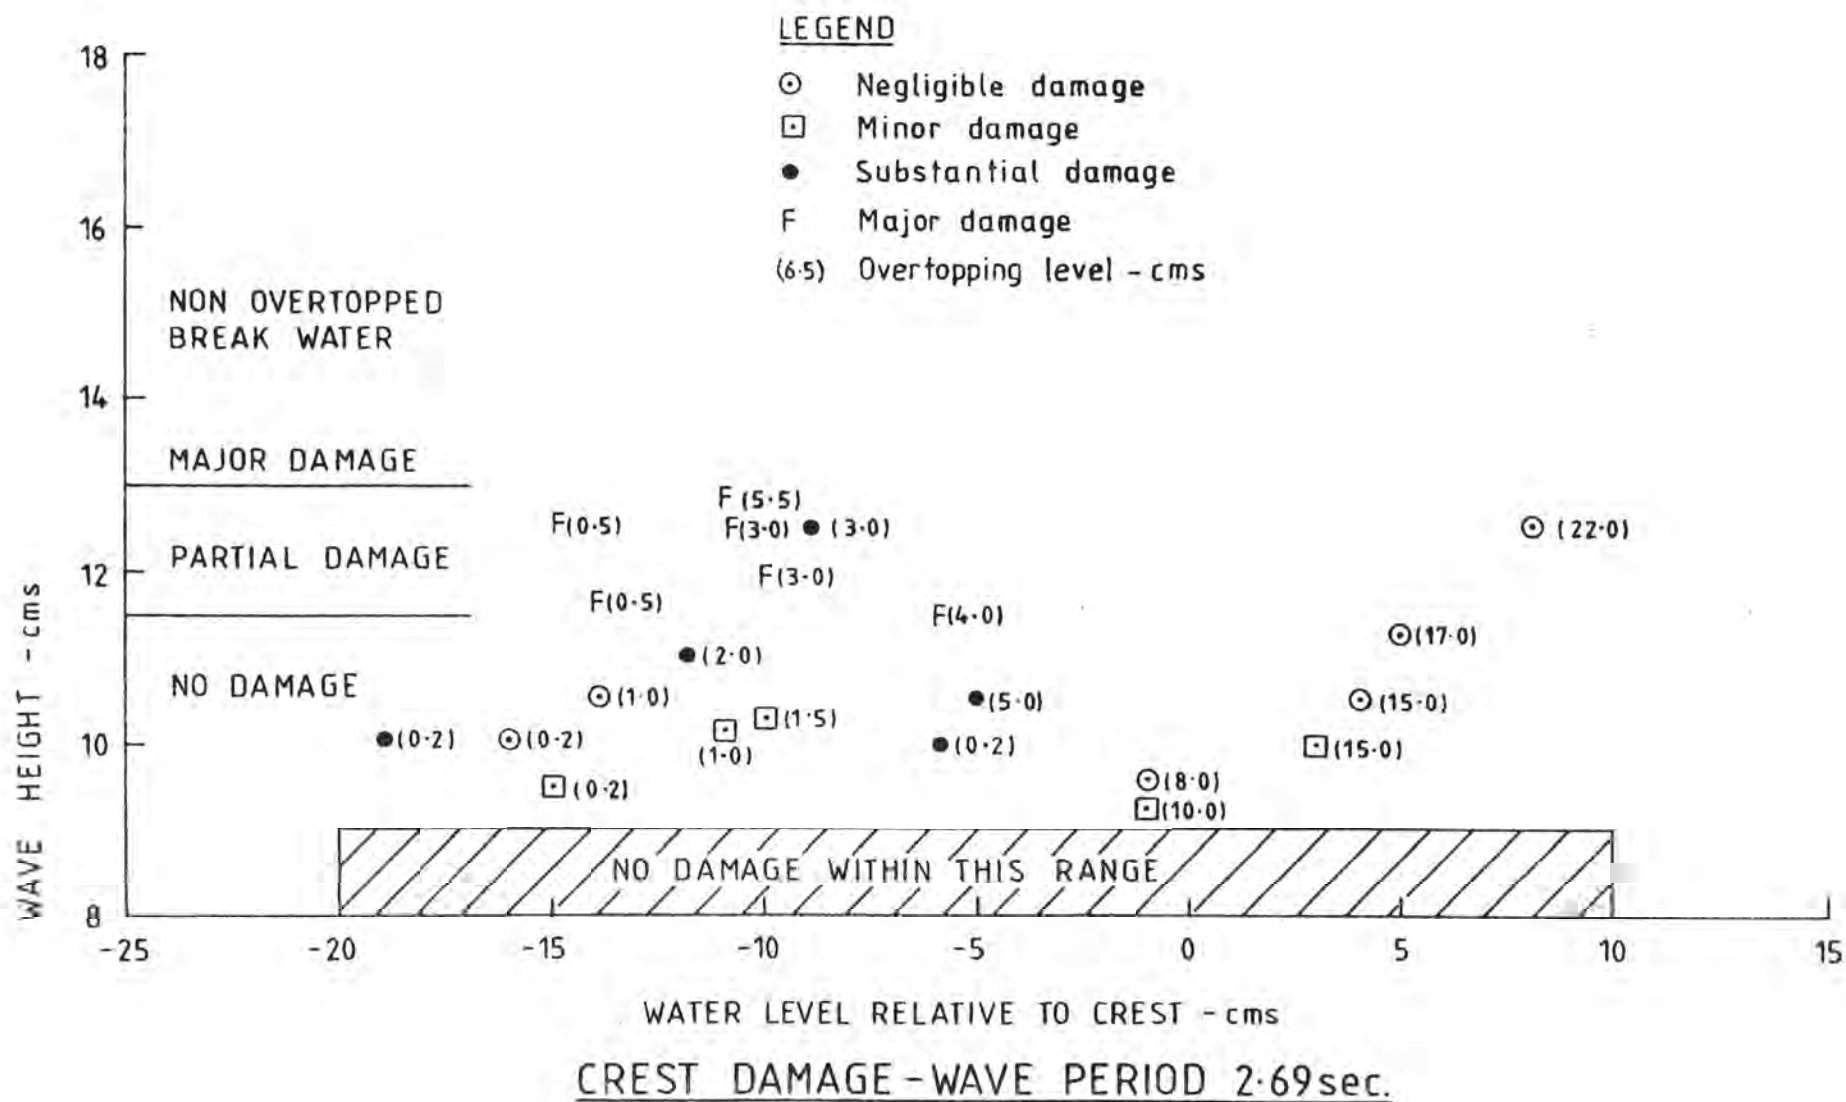 LEGEND
⊙ Negligible damage
⊡ Minor damage
● Substantial damage
F Major damage
(6·5) Overtopping level - cms
18
16
14
12
10
8
WAVE HEIGHT - cms
NON OVERTOPPED
BREAK WATER
MAJOR DAMAGE
PARTIAL DAMAGE
NO DAMAGE
F (5·5)
F(0·5)
F(3·0)
(3·0)
(22·0)
F(3·0)
F(0·5)
F(4·0)
(17·0)
(2·0)
(1·0)
(5·0)
(15·0)
(1·5)
(0·2)
(0·2)
(1·0)
(0·2)
(15·0)
(0·2)
(8·0)
(10·0)
NO DAMAGE WITHIN THIS RANGE
-25 -20 -15 -10 -5 0 5 10 15
WATER LEVEL RELATIVE TO CREST - cms
CREST DAMAGE - WAVE PERIOD 2·69sec.